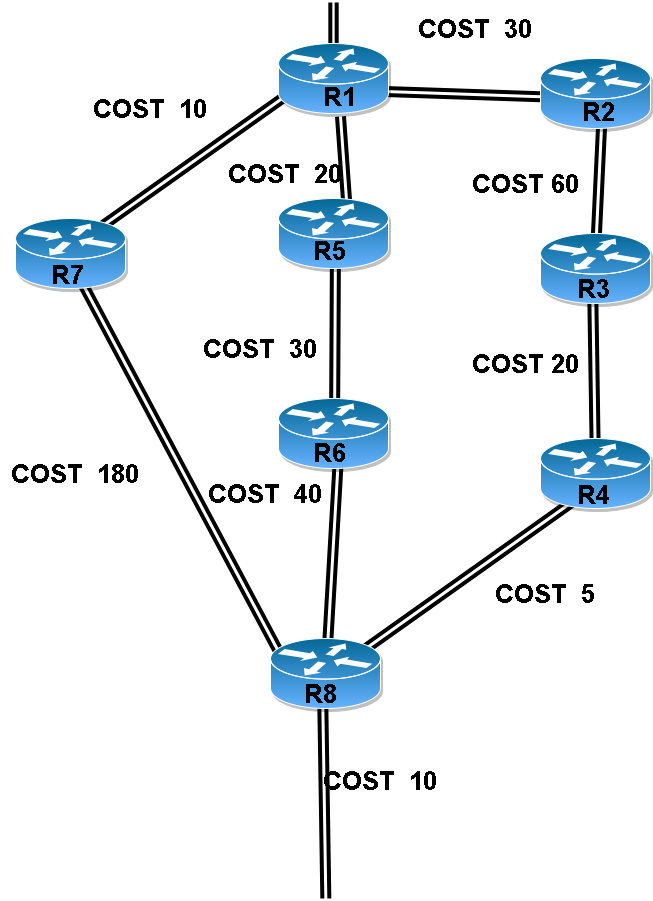 COST  30
R1
COST  10
R2
COST  20
COST 60
R5
R7
R3
COST  30
COST 20
R6
COST  180
COST  40
R4
COST  5
R8
COST  10